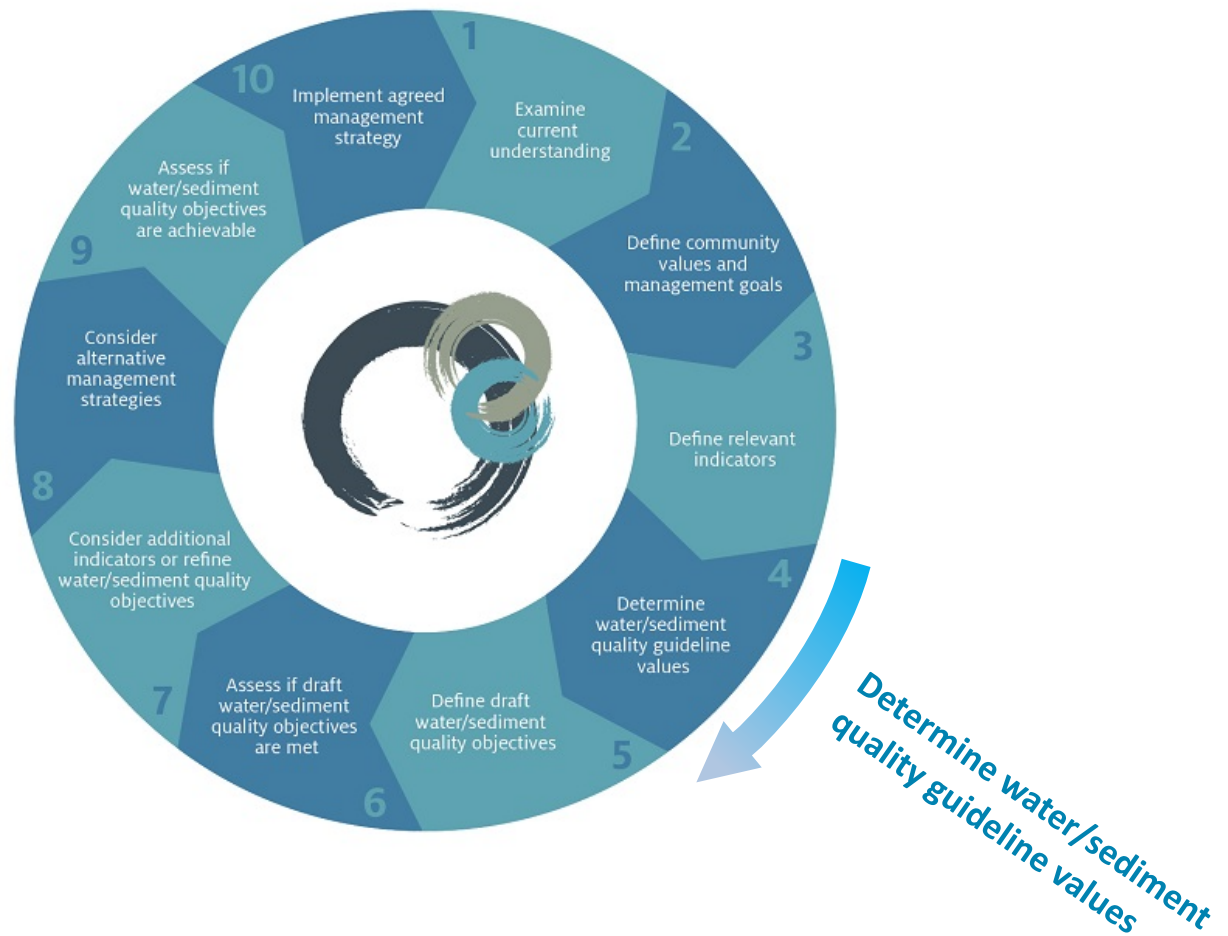 1
Examine
current
understanding
2
Define community
values and
management goals
3
Define relevant
indicators
4
Determine
water/sediment
quality guideline
values
5
Define draft
water/sediment
quality objectives
6
Assess if draft
water/sediment
quality objectives
are met
7
Consider additional
indicators or refine
water/sediment quality
objectives
8
Consider
alternative
management
strategies
9
Assess if
water/sediment
quality objectives
are achievable
10
Implement agreed
management
strategy
Determine water/sediment
quality guideline values